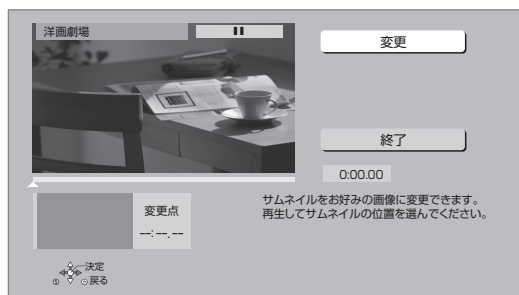 洋画劇場
変更
終了
0:00.00
サムネイルをお好みの画像に変更できます。
再生してサムネイルの位置を選んでください。
変更点
--:--.--
決定
戻る